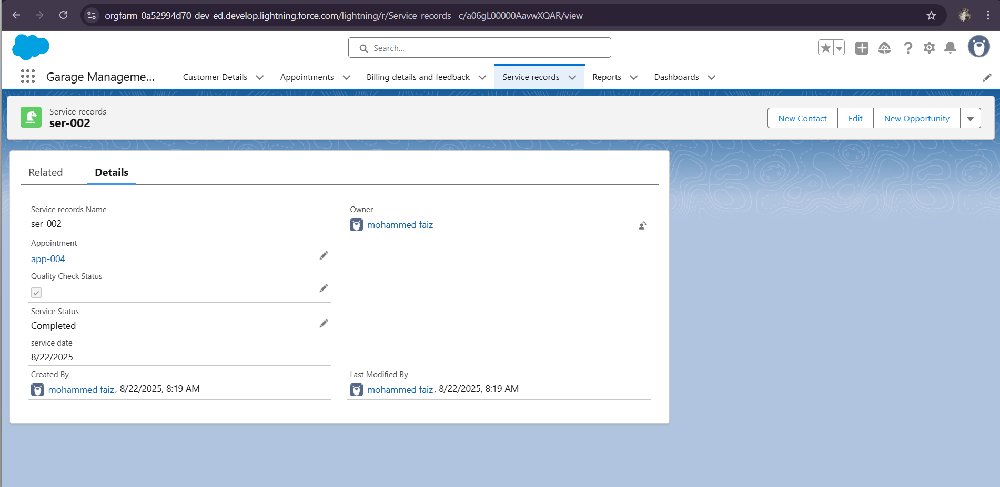 orgfarm-0a52994d70-dev-ed.develop.lightning.force.com/lightning/r/Service_records__c/a06gL00000AavwXQAR/view
Search...
Garage Manageme...
Customer Details
Appointments
Billing details and feedback
Service records
Reports
Dashboards
Service records
ser-002
New Contact
Edit
New Opportunity
Related
Details
Service records Name
ser-002
Owner
mohammed faiz
Appointment
app-004
Quality Check Status
Service Status
Completed
service date
8/22/2025
Created By
mohammed faiz, 8/22/2025, 8:19 AM
Last Modified By
mohammed faiz, 8/22/2025, 8:19 AM